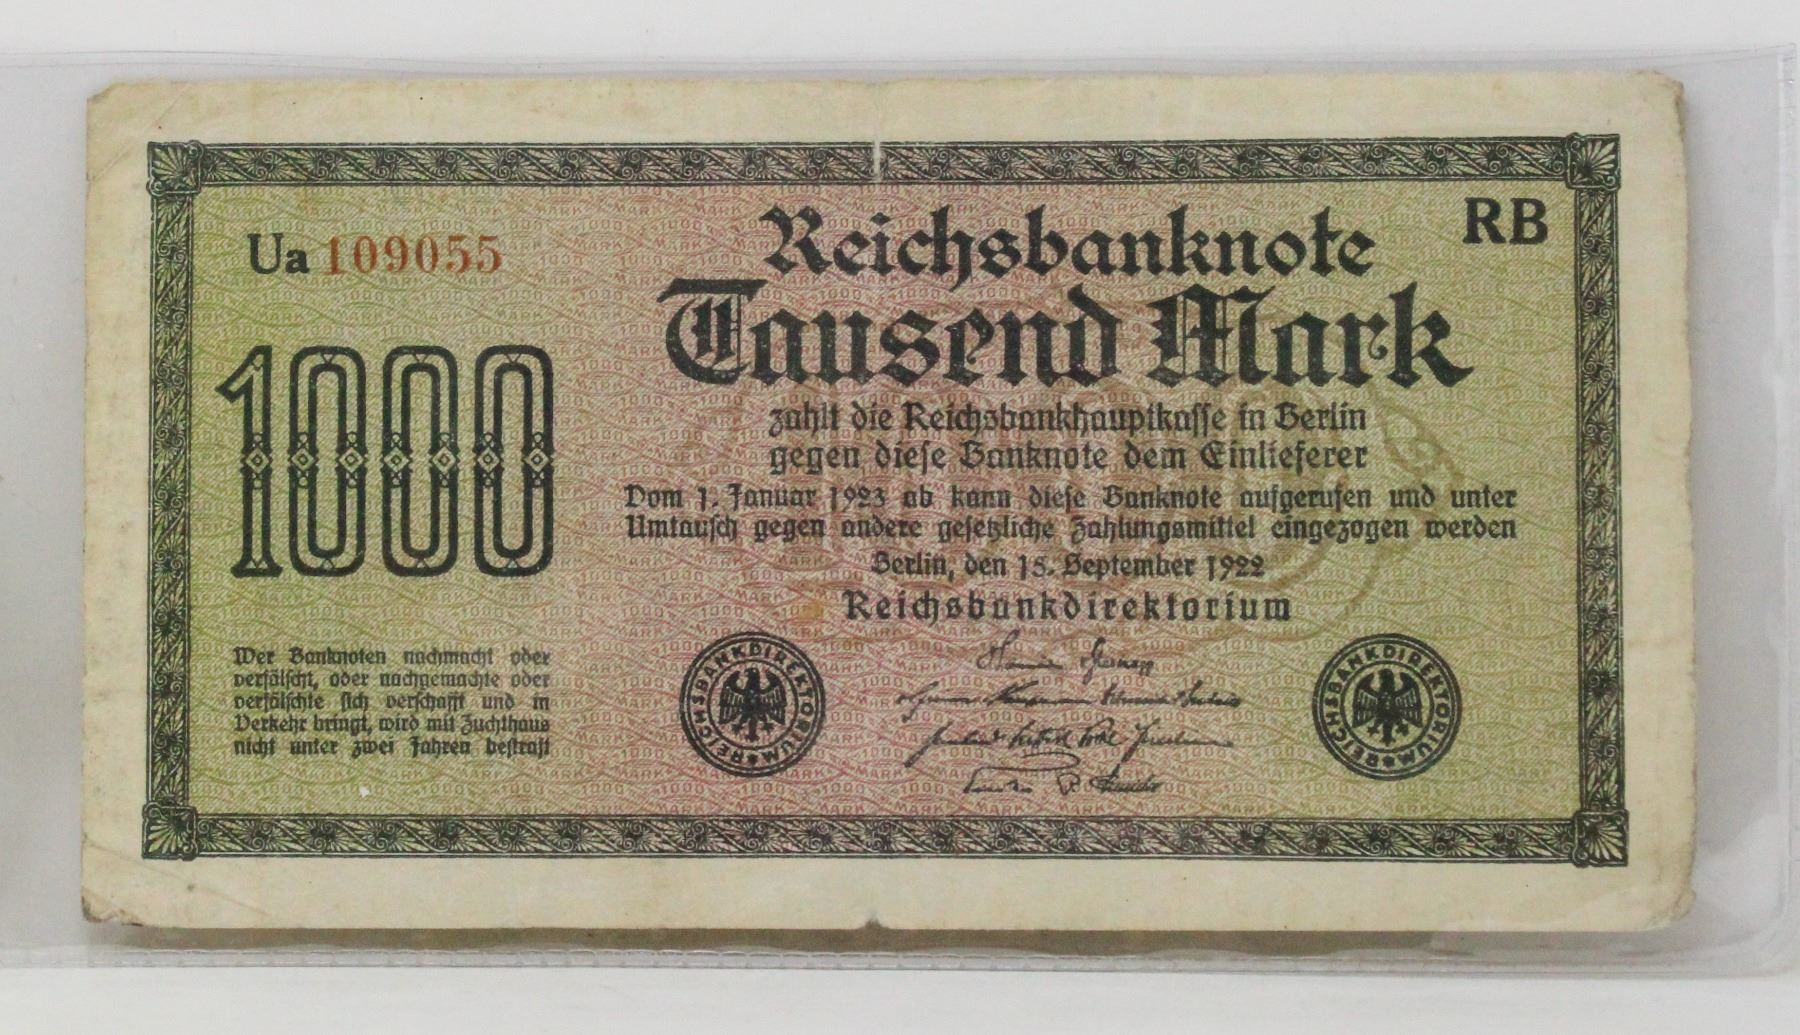 Ua 109055
RB
Reichsbanknote
Tausend Mark
1000
zahlt die Reichsbankhauptkasse in Berlin
gegen diese Banknote dem Einlieferer
Vom 1. Januar 1923 ab kann diese Banknote aufgerufen und unter
Umtausch gegen andere gesetzliche Zahlungsmittel eingezogen werden
Berlin, den 15. September 1922
Reichsbankdirektorium
Wer Banknoten nachmacht oder
verfälscht, oder nachgemachte oder
verfälschte sich verschafft und in
Verkehr bringt, wird mit Zuchthaus
nicht unter zwei Jahren bestraft
REICHSBANKDIREKTORIUM
REICHSBANKDIREKTORIUM